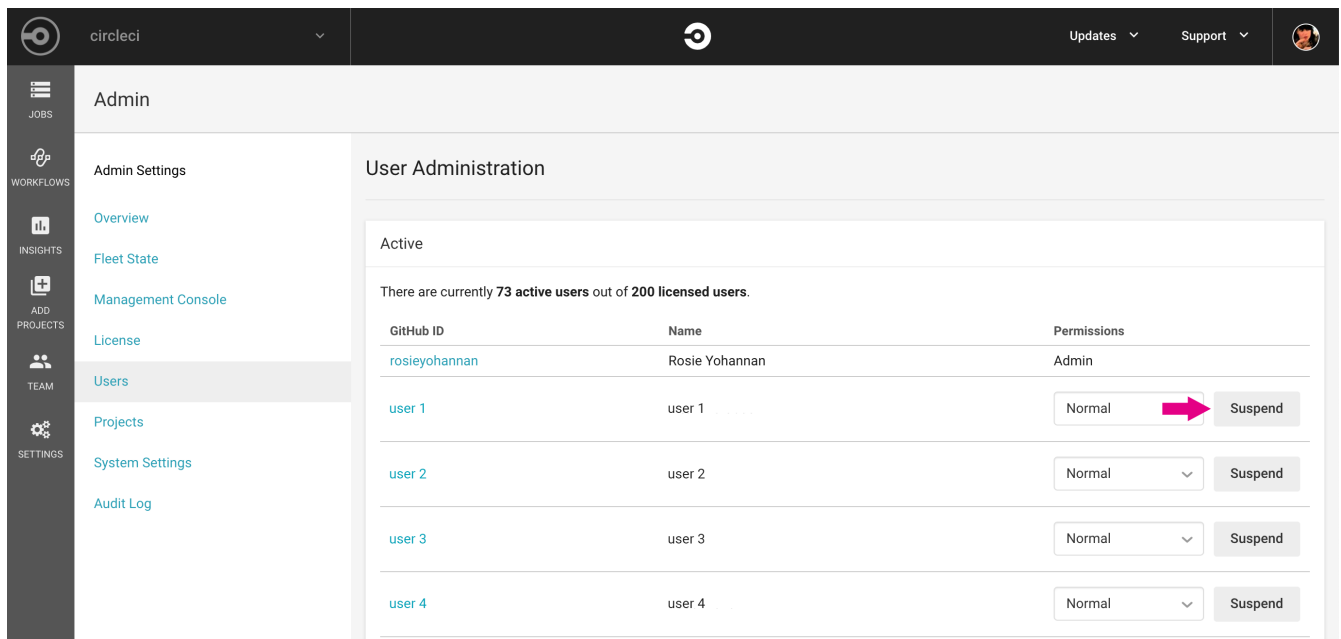 circleci
Updates
Support
JOBS
WORKFLOWS
INSIGHTS
ADD
PROJECTS
TEAM
SETTINGS
Admin
Admin Settings
Overview
Fleet State
Management Console
License
Users
Projects
System Settings
Audit Log
User Administration
Active
There are currently 73 active users out of 200 licensed users.
GitHub ID Name Permissions
rosieyohannan Rosie Yohannan Admin
user 1 user 1 Normal Suspend
user 2 user 2 Normal Suspend
user 3 user 3 Normal Suspend
user 4 user 4 Normal Suspend